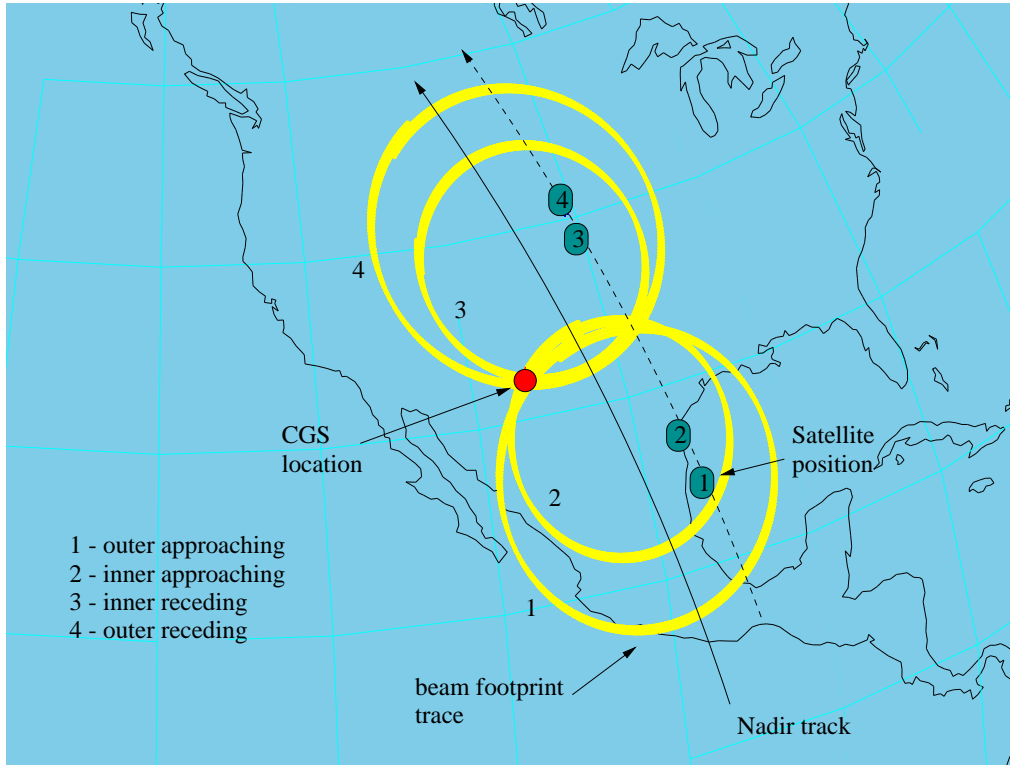 4
3
4
3
CGS
location
2
1
Satellite
position
2
1
1 - outer approaching
2 - inner approaching
3 - inner receding
4 - outer receding
beam footprint
trace
Nadir track